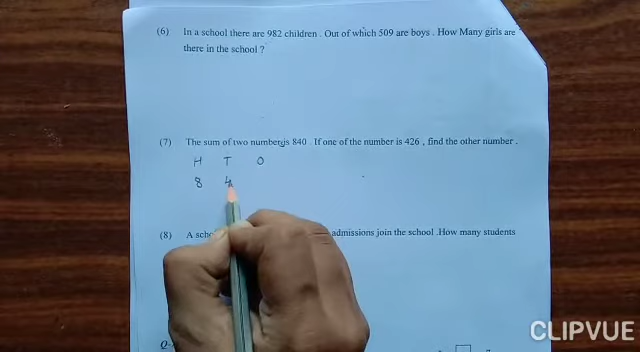 (6) In a school there are 982 children . Out of which 509 are boys . How Many girls are
there in the school ?
(7) The sum of two number is 840 . If one of the number is 426 , find the other number .
H T O
8 4
(8) A admissions join the school .How many students
Q
CLIPVUE